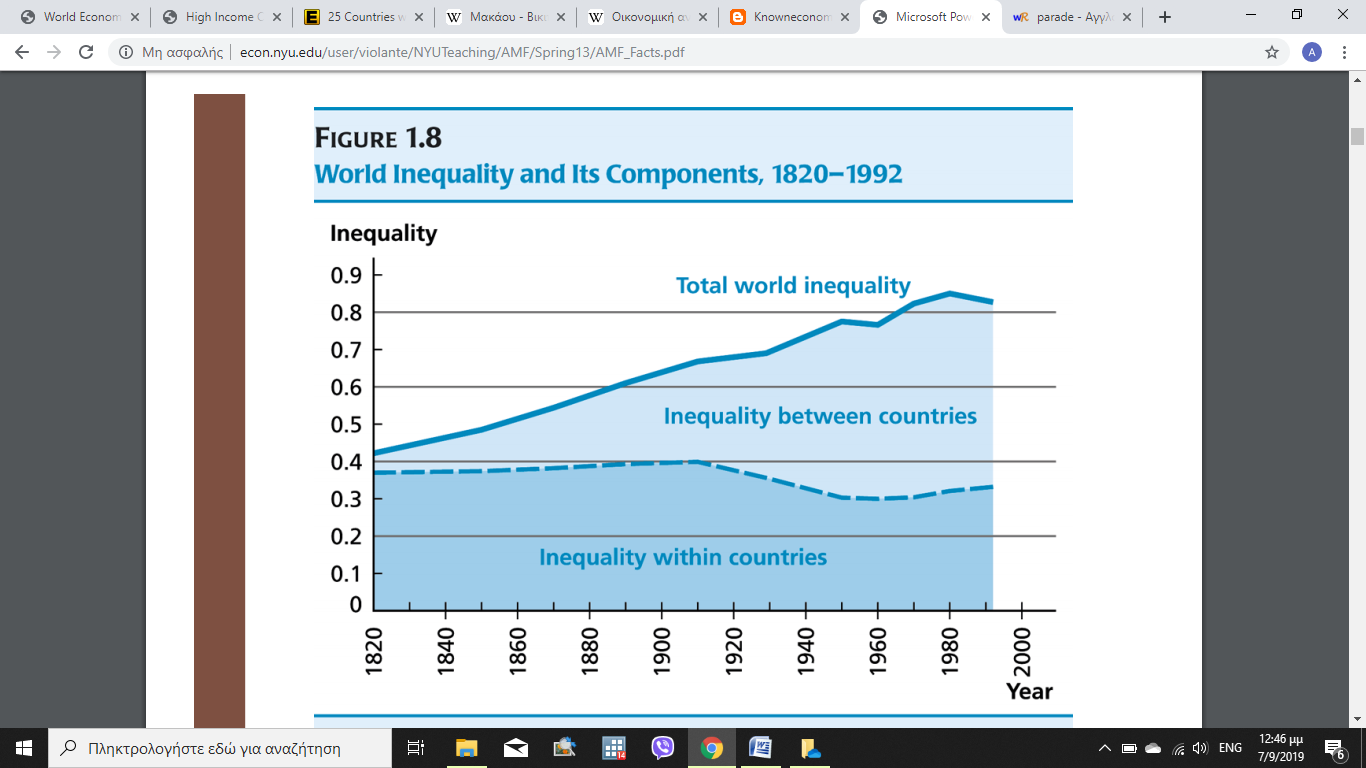 World Econom
High Income C
25 Countries w
Μακάου - Βικι
Οικονομική αν
Knowneconom
Microsoft Pow
parade - Αγγλ
Μη ασφαλής
econ.nyu.edu/user/violante/NYUTeaching/AMF/Spring13/AMF_Facts.pdf
A
FIGURE 1.8
World Inequality and Its Components, 1820–1992
Inequality
0.9
0.8
0.7
0.6
0.5
0.4
0.3
0.2
0.1
0
Total world inequality
Inequality between countries
Inequality within countries
1820
1840
1860
1880
1900
1920
1940
1960
1980
2000
Year
Πληκτρολογήστε εδώ για αναζήτηση
ENG
12:46 μμ
7/9/2019
6